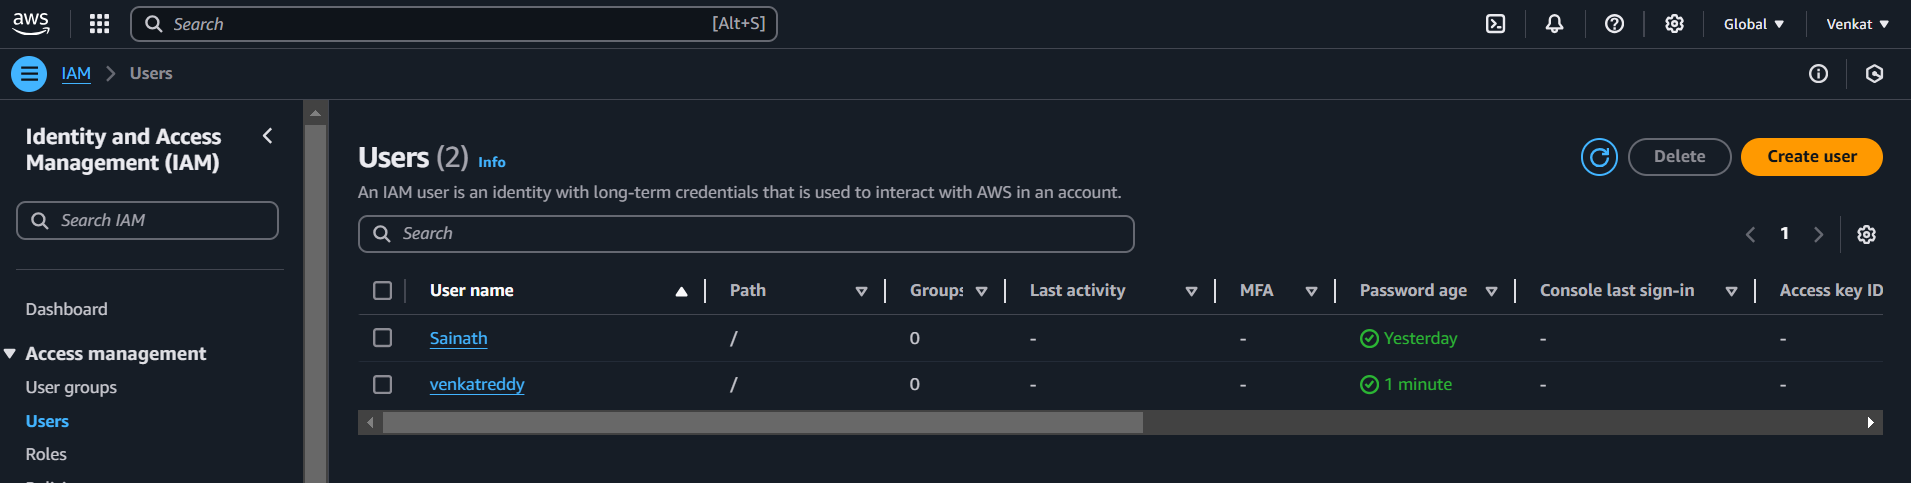 aws Search [Alt+S] Global Venkat
IAM > Users
Identity and Access
Management (IAM)
Search IAM
Dashboard
Access management
User groups
Users
Roles
Users (2) Info
Delete
Create user
An IAM user is an identity with long-term credentials that is used to interact with AWS in an account.
Search
1
User name Path Groups Last activity MFA Password age Console last sign-in Access key ID
Sainath / 0 - - Yesterday - -
venkatreddy / 0 - - 1 minute - -